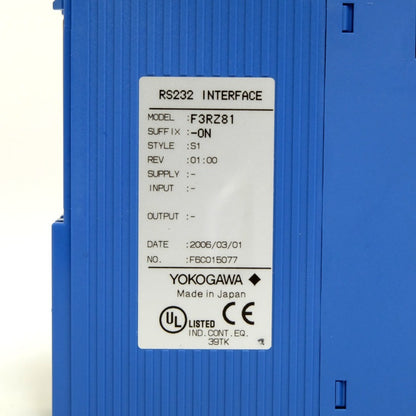 RS232 INTERFACE
MODEL :F3RZ81
SUFFIX :-0N
STYLE :S1
REV :01:00
SUPPLY :-
INPUT :-
OUTPUT :-
DATE :2006/03/01
NO. :F6C015077
YOKOGAWA
Made in Japan
UL LISTED CE
IND.CONT.EQ.
39TK